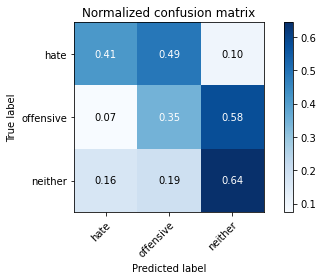 Normalized confusion matrix
hate
0.41 0.49 0.10
offensive
0.07 0.35 0.58
neither
0.16 0.19 0.64
True label
hate
offensive
neither
Predicted label
0.6
0.5
0.4
0.3
0.2
0.1